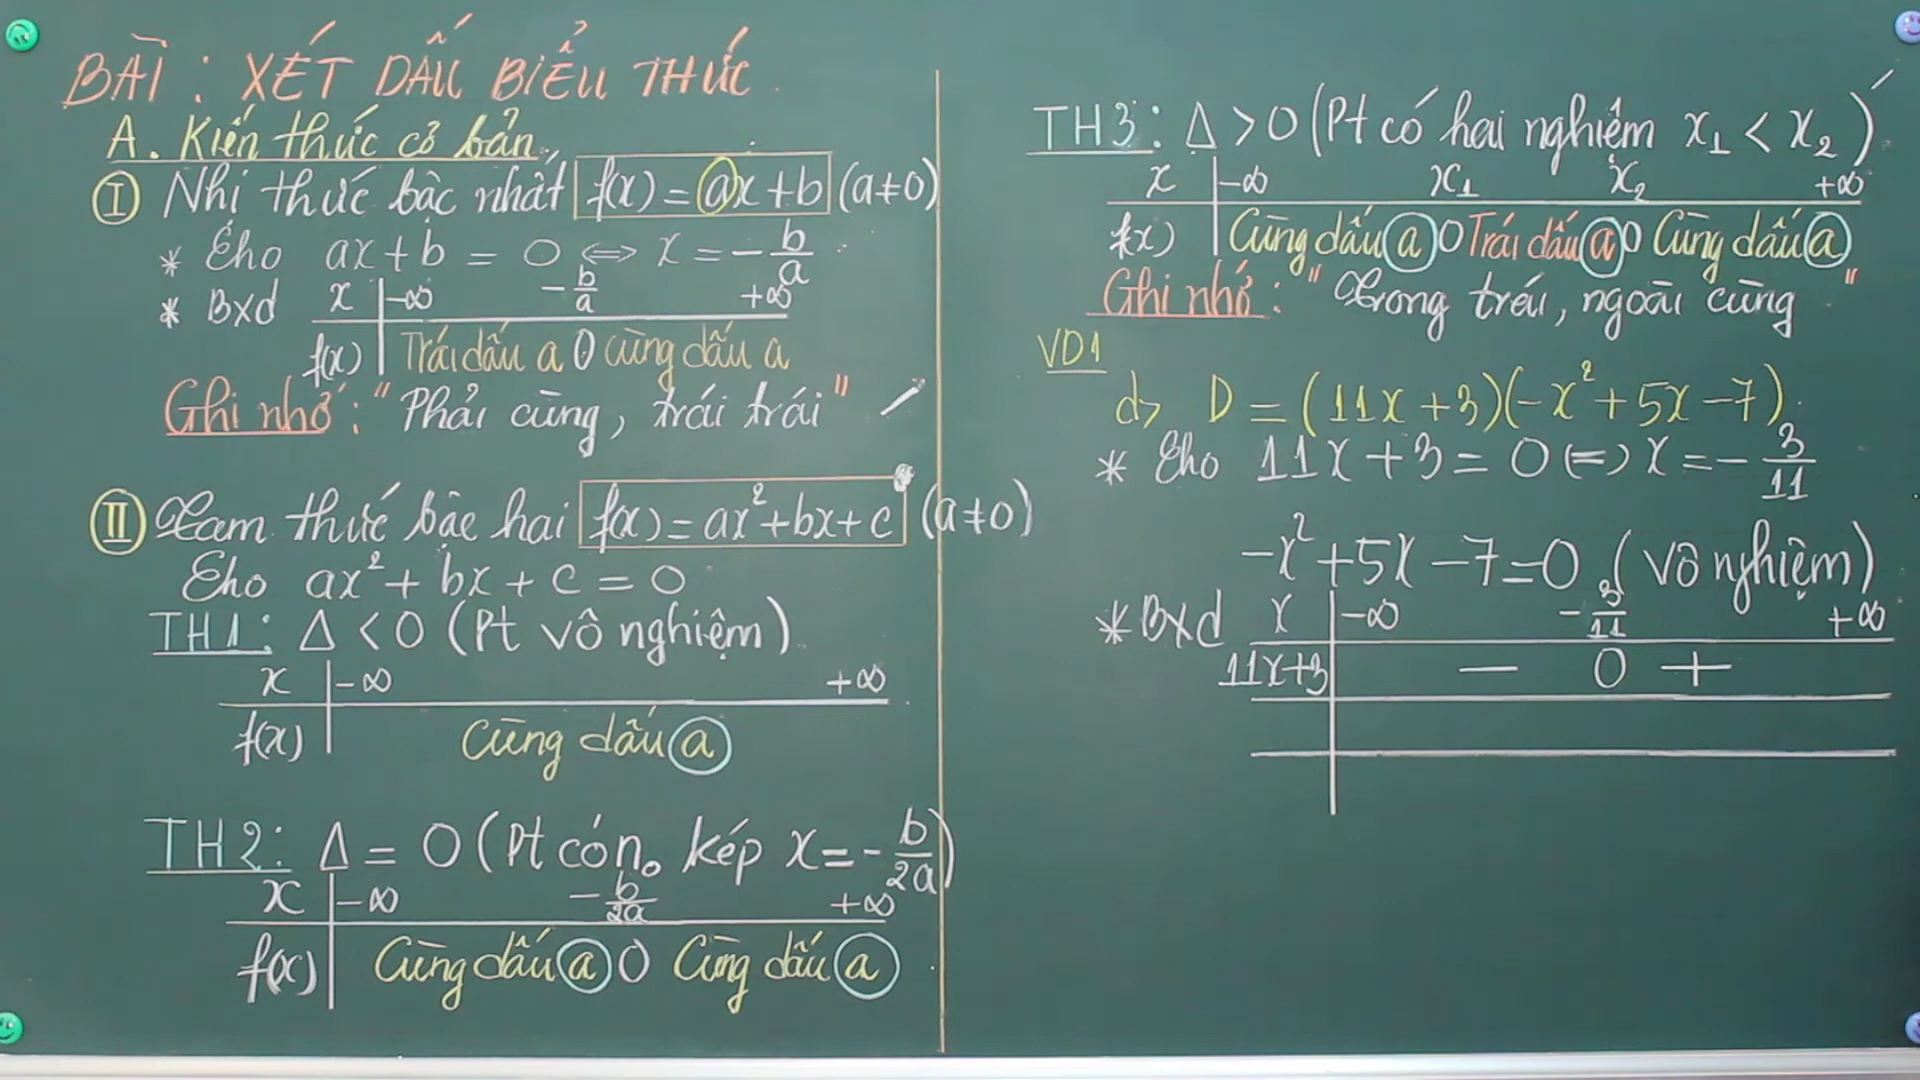 BÀI : XÉT DẤU BIỂU THỨC
A. Kiến thức cơ bản
I Nhị thức bậc nhất f(x) = ax+b (a≠0)
* Cho ax+b = 0 ⇔ x = -b/a
* Bxd x | -∞ -b/a +∞
f(x) | Trái dấu a 0 cùng dấu a
Ghi nhớ : "Phải cùng, trái trái"
II Tam thức bậc hai f(x) = ax²+bx+c (a≠0)
Cho ax²+bx+c = 0
TH1: Δ < 0 (Pt vô nghiệm)
x | -∞ +∞
f(x) | Cùng dấu a
TH2: Δ = 0 (Pt có n₀ kép x = -b/2a)
x | -∞ -b/2a +∞
f(x) | Cùng dấu a 0 Cùng dấu a
TH3: Δ > 0 (Pt có hai nghiệm x₁ < x₂)
x | -∞ x₁ x₂ +∞
f(x) | Cùng dấu a 0 Trái dấu a 0 Cùng dấu a
Ghi nhớ : "Trong trái, ngoài cùng"
VD1
d> D = (11x+3)(-x²+5x-7).
* Cho 11x+3 = 0 ⇔ x = -3/11
-x²+5x-7=0 (vô nghiệm)
* Bxd x | -∞ -3/11 +∞
11x+3 | - 0 +